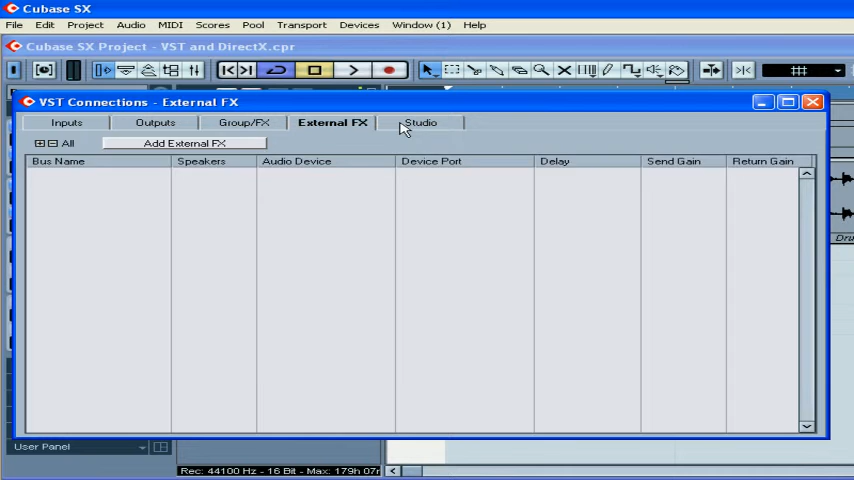 Cubase SX
File Edit Project Audio MIDI Scores Pool Transport Devices Window (1) Help
Cubase SX Project - VST and DirectX.cpr
VST Connections - External FX
Inputs Outputs Group/FX External FX Studio
All Add External FX
Bus Name Speakers Audio Device Device Port Delay Send Gain Return Gain
Dru
User Panel
Rec: 44100 Hz - 16 Bit - Max: 179h 07r